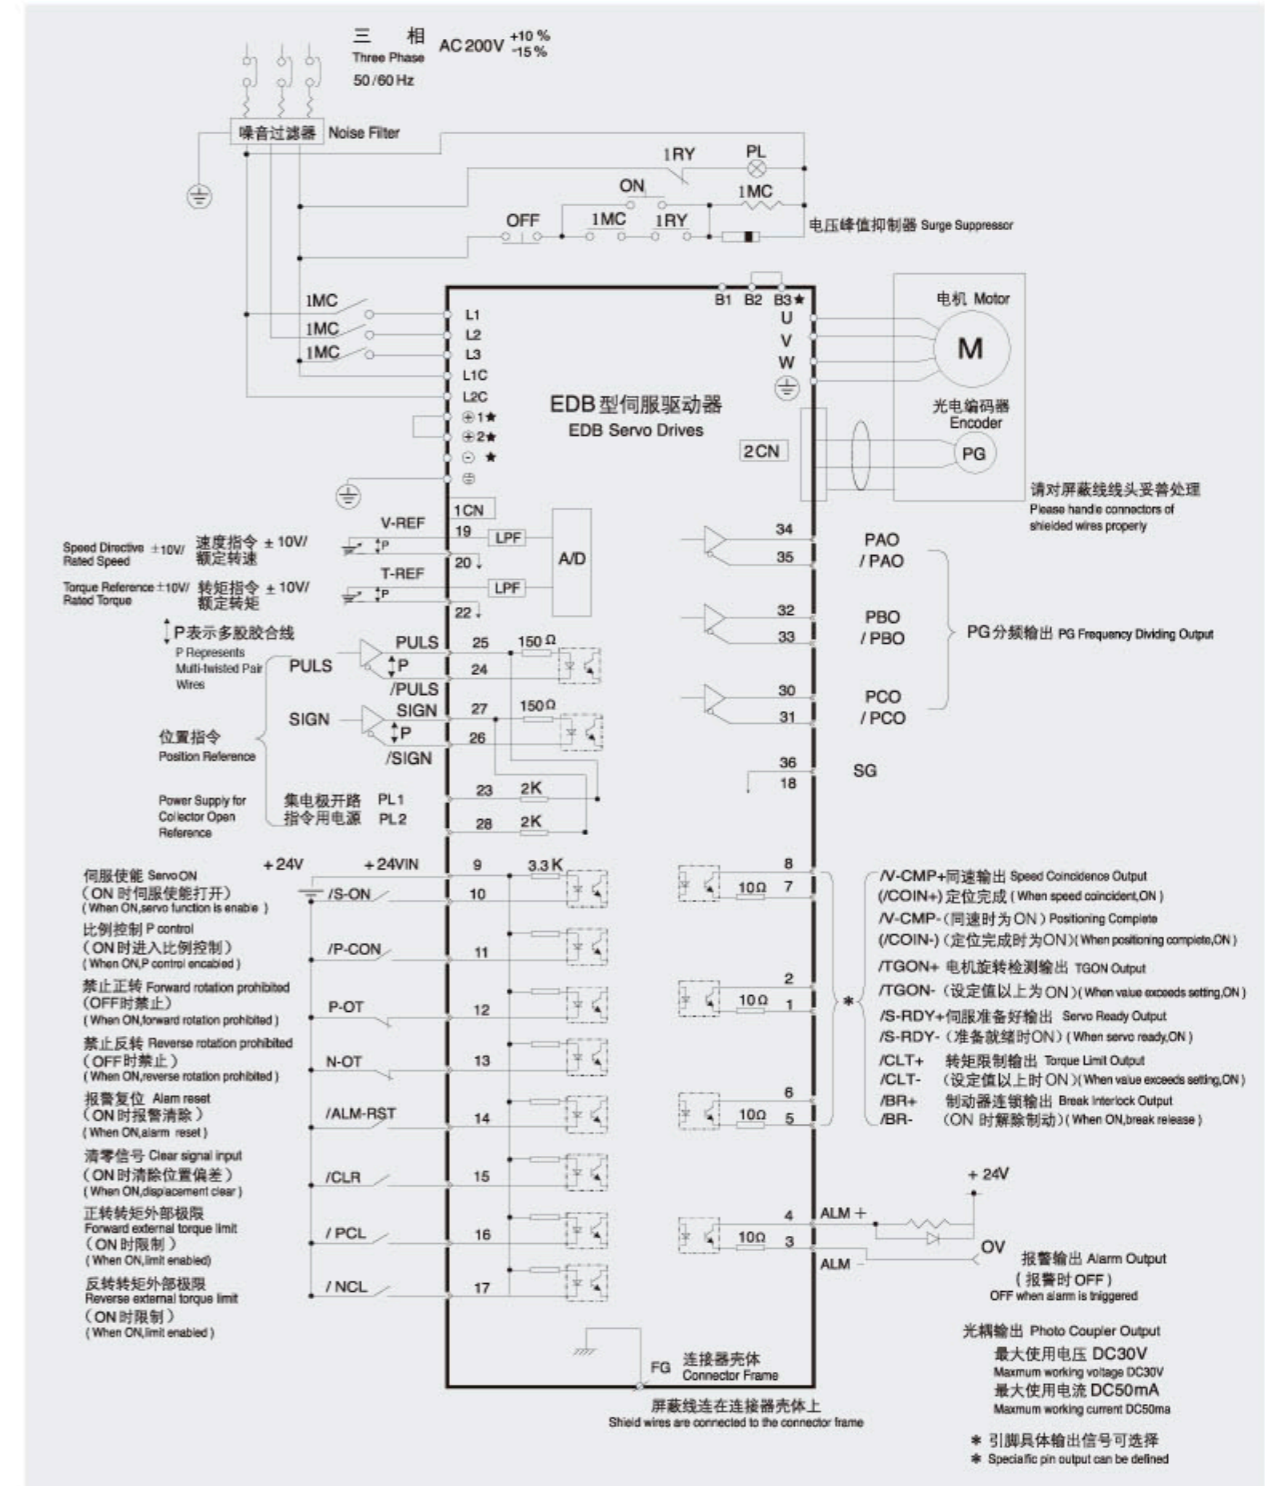 三 相 AC 200V +10 % -15 %
Three Phase
50/60 Hz
噪音过滤器 Noise Filter
1RY PL
ON 1MC
OFF 1MC 1RY
电压峰值抑制器 Surge Suppressor
B1 B2 B3★
1MC L1
1MC L2
1MC L3
L1C
L2C
⊕1★
⊕2★
⊖ ★
U
V
W
电机 Motor
M
光电编码器
Encoder
PG
EDB型伺服驱动器
EDB Servo Drives
2CN
请对屏蔽线线头妥善处理
Please handle connectors of
shielded wires properly
1CN
Speed Directive ±10V/
Rated Speed
速度指令 ± 10V/
额定转速
V-REF
P
19 LPF
20
A/D
Torque Reference ±10V/
Rated Torque
转矩指令 ± 10V/
额定转矩
T-REF
P
LPF
22
P表示多股胶合线
P Represents
Multi-twisted Pair
Wires
PULS PULS 25 150Ω
P 24
/PULS
SIGN SIGN 27 150Ω
P 26
/SIGN
位置指令
Position Reference
Power Supply for
Collector Open
Reference
集电极开路 PL1 23 2K
指令用电源 PL2 28 2K
34 PAO
35 / PAO
32 PBO
33 / PBO
30 PCO
31 / PCO
PG分频输出 PG Frequency Dividing Output
36 SG
18
+24V +24VIN 9 3.3 K
伺服使能 Servo ON
(ON时伺服使能打开)
( When ON,servo function is enable )
/S-ON 10
比例控制 P control
(ON时进入比例控制)
( When ON,P control encabled )
/P-CON 11
禁止正转 Forward rotation prohibited
(OFF时禁止)
( When ON,forward rotation prohibited )
P-OT 12
禁止反转 Reverse rotation prohibited
(OFF时禁止)
( When ON,reverse rotation prohibited )
N-OT 13
报警复位 Alam reset
(ON时报警清除)
( When ON,alarm reset )
/ALM-RST 14
清零信号 Clear signal input
(ON时清除位置偏差)
( When ON,displacement clear )
/CLR 15
正转转矩外部极限
Forward external torque limit
(ON时限制)
( When ON,limit enabled)
/ PCL 16
反转转矩外部极限
Reverse external torque limit
(ON时限制)
( When ON,limit enabled )
/ NCL 17
8
10Ω 7
2
10Ω 1
6
10Ω 5
4
10Ω 3
*
/V-CMP+同速输出 Speed Coincidence Output
(/COIN+) 定位完成 ( When speed coincident,ON )
/V-CMP-(同速时为ON) Positioning Complete
(/COIN-) (定位完成时为ON)( When positioning complete,ON )
/TGON+ 电机旋转检测输出 TGON Output
/TGON- (设定值以上为ON)( When value exceeds setting,ON )
/S-RDY+伺服准备好输出 Servo Ready Output
/S-RDY- (准备就绪时ON) ( When servo ready,ON )
/CLT+ 转矩限制输出 Torque Limit Output
/CLT- (设定值以上时ON)(When value exceeds setting,ON )
/BR+ 制动器连锁输出 Break Interlock Output
/BR- (ON 时解除制动)( When ON,break release )
+ 24V
ALM +
ALM −
OV
报警输出 Alarm Output
(报警时OFF)
OFF when alarm is tniggered
光耦输出 Photo Coupler Output
最大使用电压 DC30V
Maxmum working voltage DC30V
最大使用电流 DC50mA
Maxmum working current DC50ma
FG 连接器壳体
Connector Frame
屏蔽线连在连接器壳体上
Shield wires are connected to the connector frame
* 引脚具体输出信号可选择
* Specialfic pin output can be defined